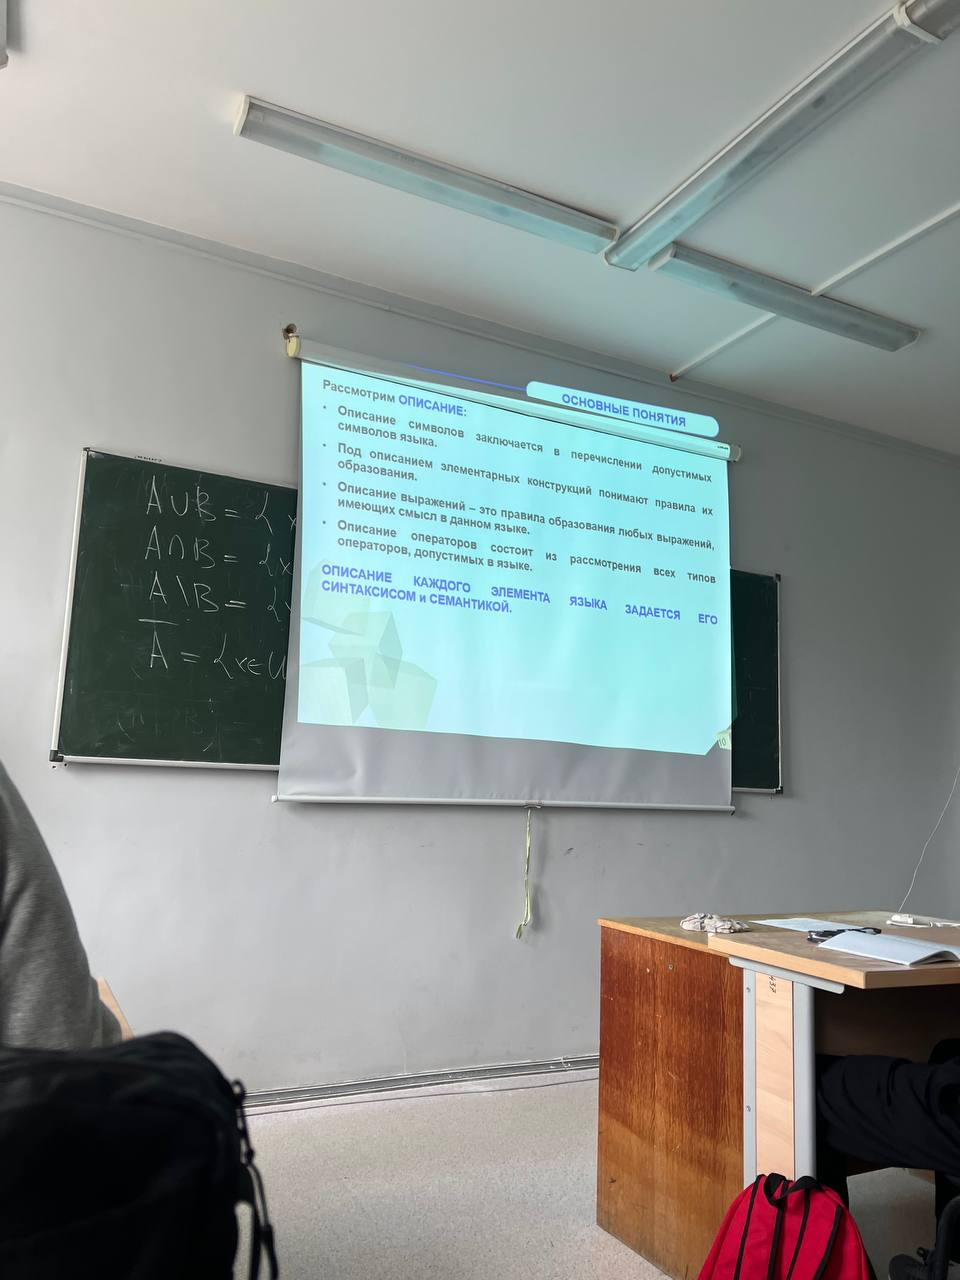 ОСНОВНЫЕ ПОНЯТИЯ
Рассмотрим ОПИСАНИЕ:
• Описание символов заключается в перечислении допустимых
символов языка.
• Под описанием элементарных конструкций понимают правила их
образования.
• Описание выражений – это правила образования любых выражений,
имеющих смысл в данном языке.
• Описание операторов состоит из рассмотрения всех типов
операторов, допустимых в языке.
ОПИСАНИЕ КАЖДОГО ЭЛЕМЕНТА ЯЗЫКА ЗАДАЕТСЯ ЕГО
СИНТАКСИСОМ и СЕМАНТИКОЙ.
10
A∪B = {x
A∩B = {x
A\B = {
A̅ = {x∈U